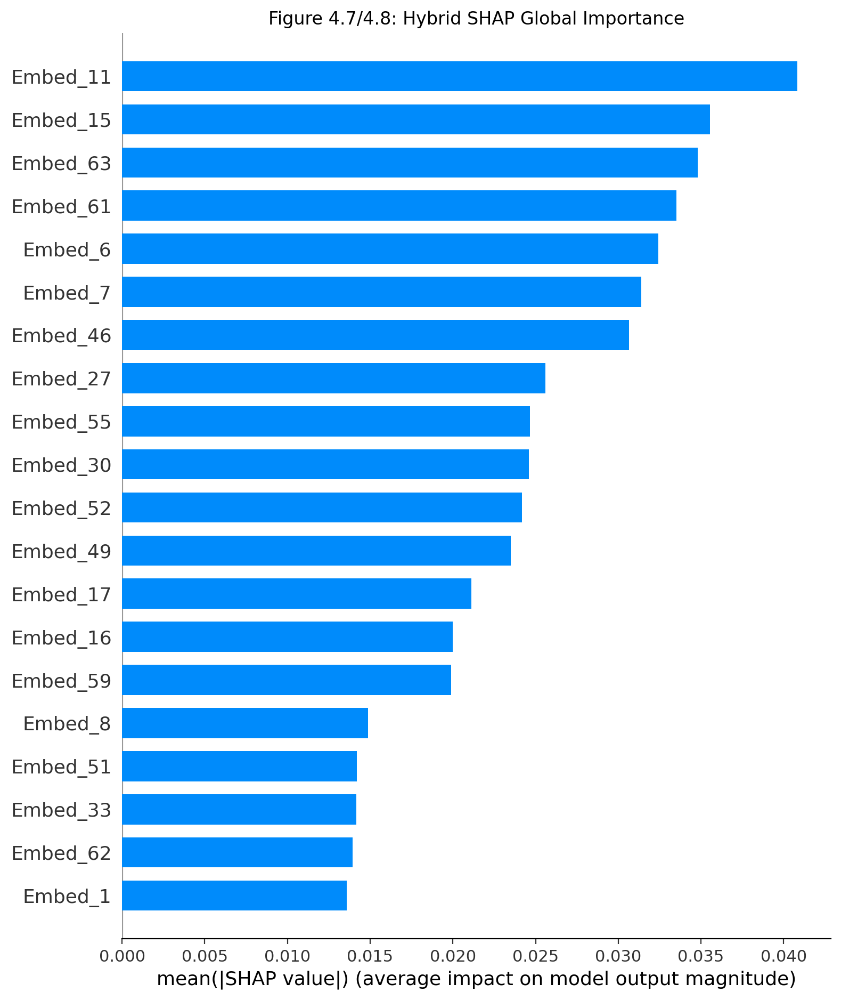 Figure 4.7/4.8: Hybrid SHAP Global Importance
Embed_11
Embed_15
Embed_63
Embed_61
Embed_6
Embed_7
Embed_46
Embed_27
Embed_55
Embed_30
Embed_52
Embed_49
Embed_17
Embed_16
Embed_59
Embed_8
Embed_51
Embed_33
Embed_62
Embed_1
0.000 0.005 0.010 0.015 0.020 0.025 0.030 0.035 0.040
mean(|SHAP value|) (average impact on model output magnitude)